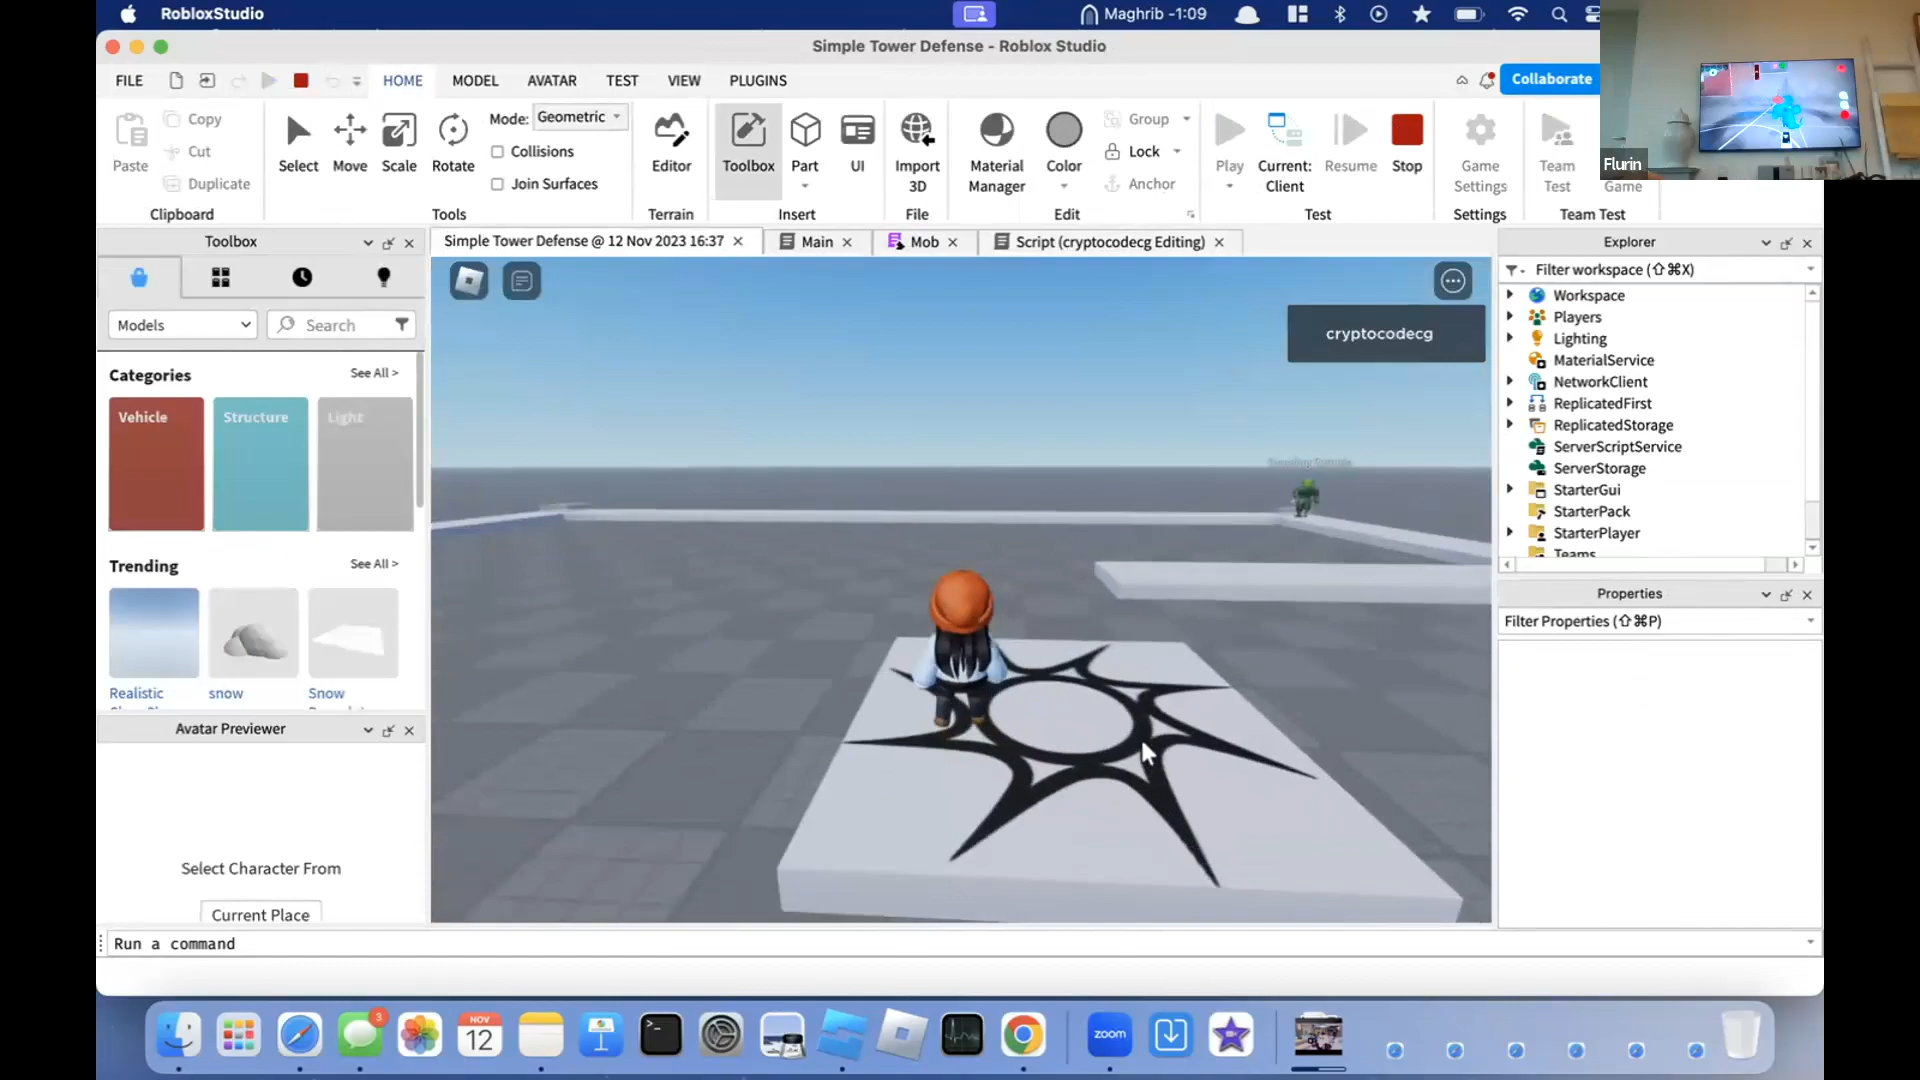 RobloxStudio
Maghrib -1:09
Simple Tower Defense - Roblox Studio
FILE
HOME
MODEL
AVATAR
TEST
VIEW
PLUGINS
Collaborate
Paste
Copy
Cut
Duplicate
Clipboard
Select
Move
Scale
Rotate
Mode: Geometric
Collisions
Join Surfaces
Tools
Editor
Terrain
Toolbox
Part
UI
Insert
Import
3D
File
Material
Manager
Color
Group
Lock
Anchor
Edit
Play
Current:
Client
Resume
Stop
Test
Game
Settings
Settings
Team
Test
Game
Team Test
Flurin
Toolbox
Simple Tower Defense @ 12 Nov 2023 16:37
Main
Mob
Script (cryptocodecg Editing)
Explorer
Models
Search
Categories
See All >
Vehicle
Structure
Light
Trending
See All >
Realistic
snow
Snow
Avatar Previewer
Select Character From
Current Place
cryptocodecg
Filter workspace (⇧⌘X)
Workspace
Players
Lighting
MaterialService
NetworkClient
ReplicatedFirst
ReplicatedStorage
ServerScriptService
ServerStorage
StarterGui
StarterPack
StarterPlayer
Teams
Properties
Filter Properties (⇧⌘P)
Run a command
3
NOV
12
zoom